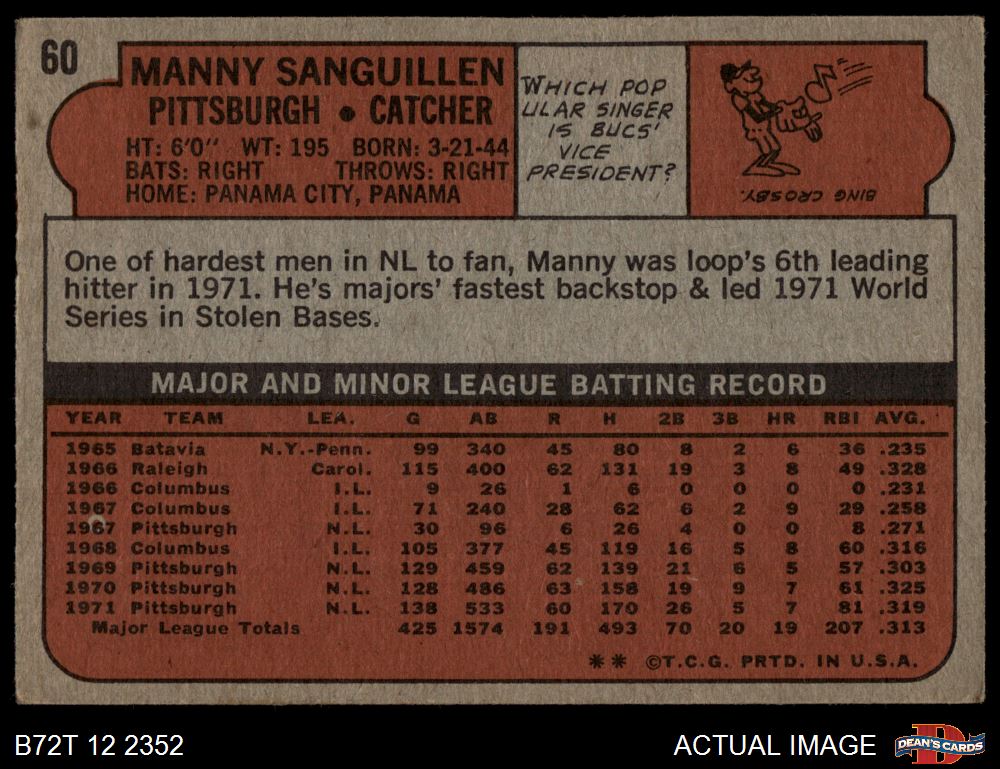 60
MANNY SANGUILLEN
PITTSBURGH • CATCHER
HT: 6'0" WT: 195 BORN: 3-21-44
BATS: RIGHT THROWS: RIGHT
HOME: PANAMA CITY, PANAMA
WHICH POP
ULAR SINGER
IS BUCS'
VICE
PRESIDENT?
BING CROSBY.
One of hardest men in NL to fan, Manny was loop's 6th leading
hitter in 1971. He's majors' fastest backstop & led 1971 World
Series in Stolen Bases.
MAJOR AND MINOR LEAGUE BATTING RECORD
YEAR TEAM LEA. G AB R H 2B 3B HR RBI AVG.
1965 Batavia N.Y.-Penn. 99 340 45 80 8 2 6 36 .235
1966 Raleigh Carol. 115 400 62 131 19 3 8 49 .328
1966 Columbus I.L. 9 26 1 6 0 0 0 0 .231
1967 Columbus I.L. 71 240 28 62 6 2 9 29 .258
1967 Pittsburgh N.L. 30 96 6 26 4 0 0 8 .271
1968 Columbus I.L. 105 377 45 119 16 5 8 60 .316
1969 Pittsburgh N.L. 129 459 62 139 21 6 5 57 .303
1970 Pittsburgh N.L. 128 486 63 158 19 9 7 61 .325
1971 Pittsburgh N.L. 138 533 60 170 26 5 7 81 .319
Major League Totals 425 1574 191 493 70 20 19 207 .313
** ©T.C.G. PRTD. IN U.S.A.
B72T 12 2352
ACTUAL IMAGE
D
DEAN'S CARDS